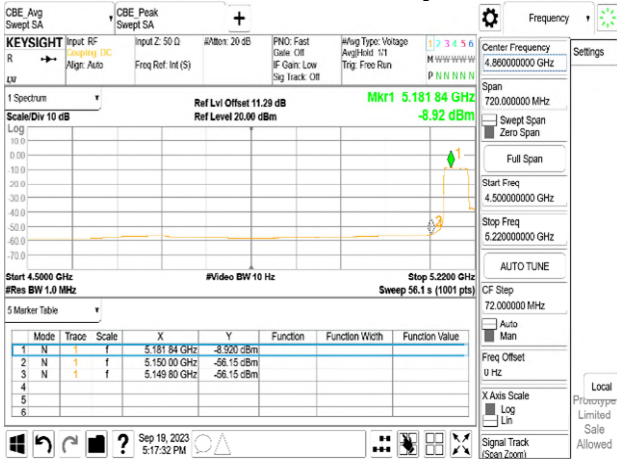 CBE_Avg
Swept SA
CBE_Peak
Swept SA
+
Frequency
KEYSIGHT
R
Input: RF
Coupling: DC
Align: Auto
Input Z: 50 Ω
Freq Ref: Int (S)
#Atten: 20 dB
PNO: Fast
Gate: Off
IF Gain: Low
Sig Track: Off
#Avg Type: Voltage
Avg|Hold: 1/1
Trig: Free Run
1 2 3 4 5 6
M W W W W W
P N N N N N
Center Frequency
4.860000000 GHz
Settings
Span
720.000000 MHz
Swept Span
Zero Span
Full Span
Start Freq
4.500000000 GHz
Stop Freq
5.220000000 GHz
AUTO TUNE
CF Step
72.000000 MHz
Auto
Man
Freq Offset
0 Hz
X Axis Scale
Log
Lin
Signal Track
(Span Zoom)
Local
Prototype
Limited
Sale
Allowed
1 Spectrum
Scale/Div 10 dB
Ref Lvl Offset 11.29 dB
Ref Level 20.00 dBm
Mkr1 5.181 84 GHz
-8.92 dBm
Log
10.0
0.00
-10.0
-20.0
-30.0
-40.0
-50.0
-60.0
-70.0
1
Start 4.5000 GHz
#Res BW 1.0 MHz
#Video BW 10 Hz
Stop 5.2200 GHz
Sweep 56.1 s (1001 pts)
5 Marker Table
Mode Trace Scale X Y Function Function Width Function Value
1 N 1 f 5.181 84 GHz -8.920 dBm
2 N 1 f 5.150 00 GHz -56.15 dBm
3 N 1 f 5.149 80 GHz -56.15 dBm
4
5
6
?
Sep 19, 2023
5:17:32 PM